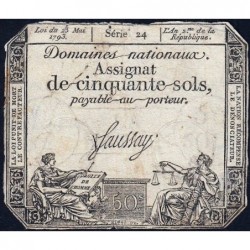 Loi du 23 Mai 1793.
Série 24
L'An 2me. de la République.
Domaines nationaux.
Assignat
de cinquante sols,
payable au porteur.
Saussay
LA LOI PUNIT DE MORT LE CONTREFACTEUR.
LA NATION RÉCOMPENSE LE DÉNONCIATEUR.
50 s